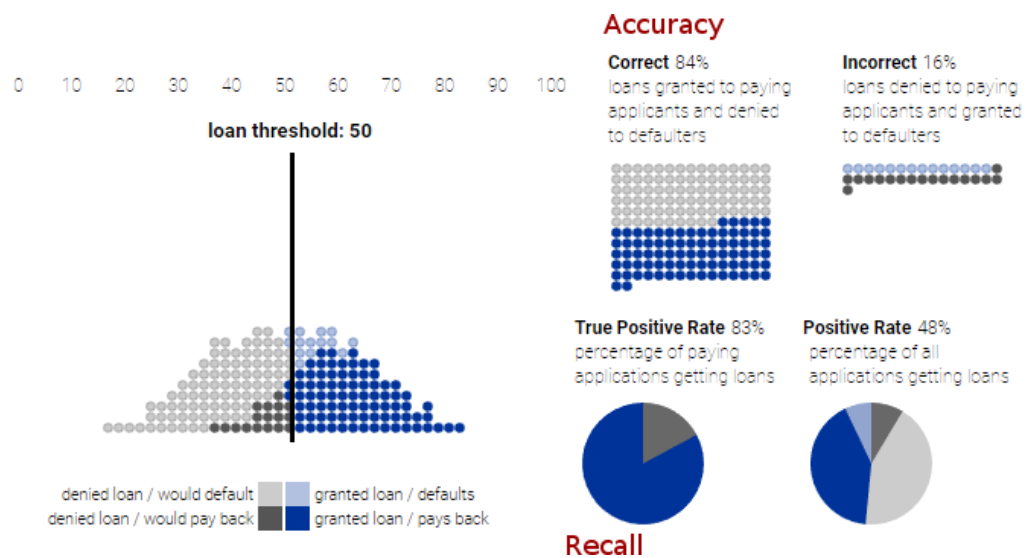 Accuracy
0 10 20 30 40 50 60 70 80 90 100
loan threshold: 50
Correct 84%
loans granted to paying
applicants and denied
to defaulters
Incorrect 16%
loans denied to paying
applicants and granted
to defaulters
True Positive Rate 83%
percentage of paying
applications getting loans
Positive Rate 48%
percentage of all
applications getting loans
denied loan / would default
granted loan / defaults
denied loan / would pay back
granted loan / pays back
Recall